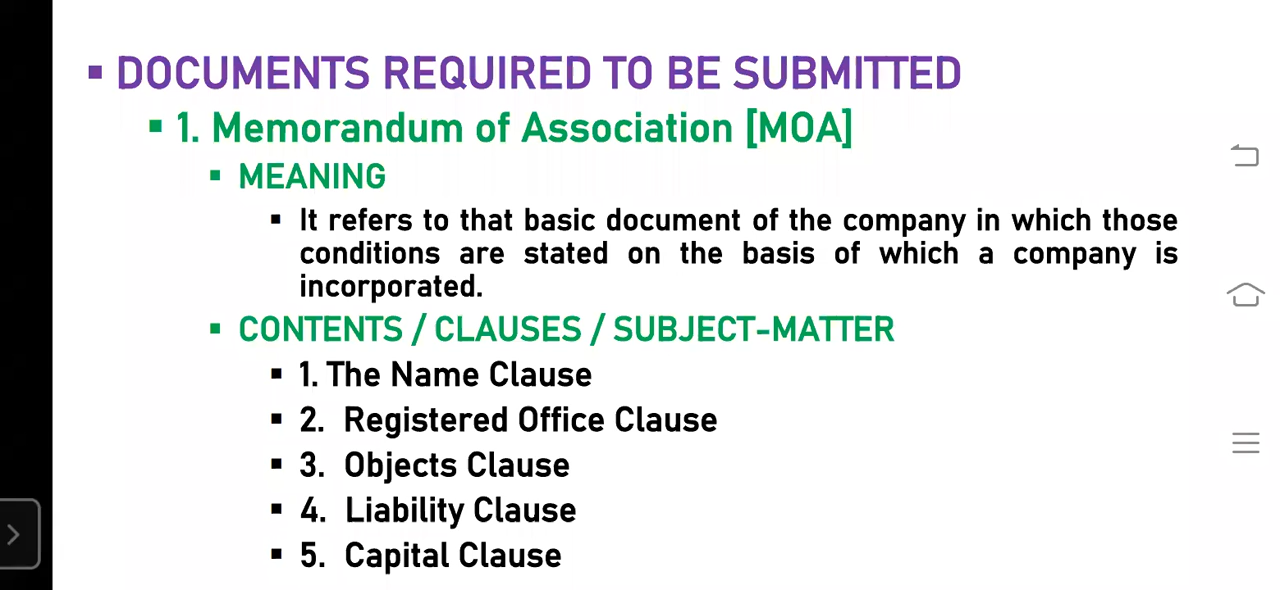 DOCUMENTS REQUIRED TO BE SUBMITTED
1. Memorandum of Association [MOA]
MEANING
It refers to that basic document of the company in which those
conditions are stated on the basis of which a company is
incorporated.
CONTENTS / CLAUSES / SUBJECT-MATTER
1. The Name Clause
2. Registered Office Clause
3. Objects Clause
4. Liability Clause
5. Capital Clause